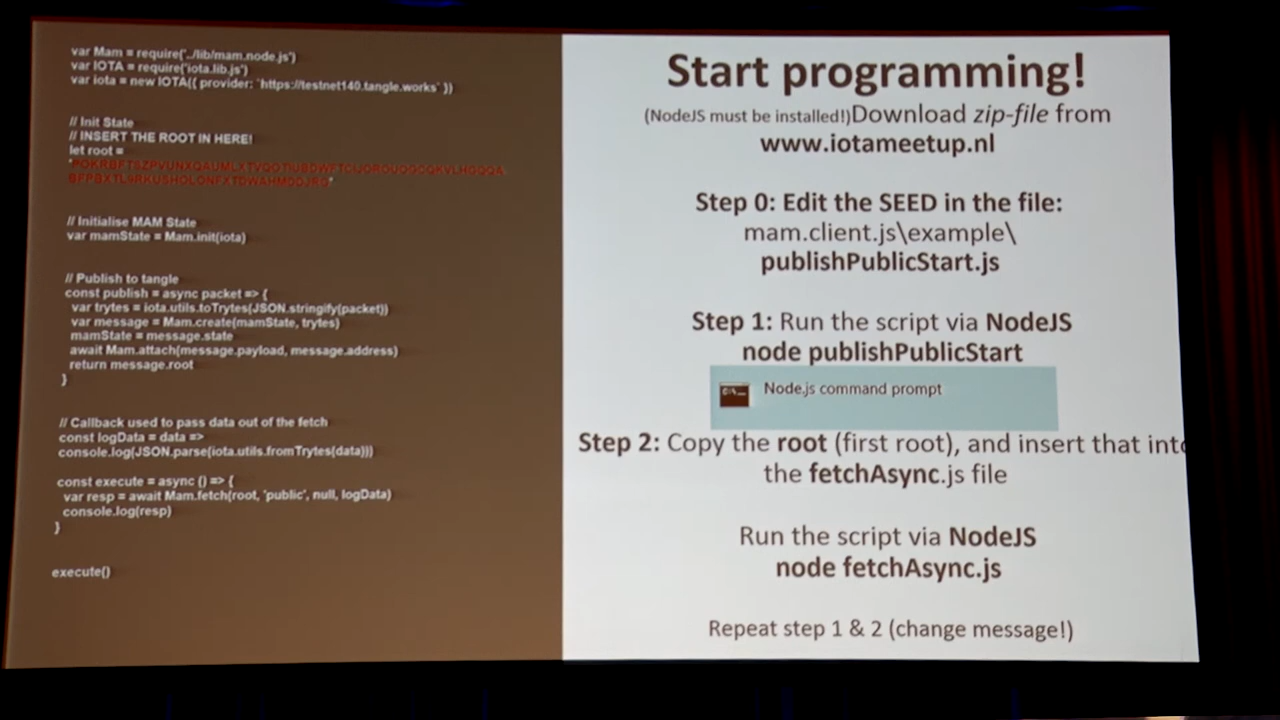 var Mam = require('../lib/mam.node.js')
var IOTA = require('iota.lib.js')
var iota = new IOTA({ provider: `https://testnet140.tangle.works` })
// Init State
// INSERT THE ROOT IN HERE!
let root =
// Initialise MAM State
var mamState = Mam.init(iota)
// Publish to tangle
const publish = async packet => {
var trytes = iota.utils.toTrytes(JSON.stringify(packet))
var message = Mam.create(mamState, trytes)
mamState = message.state
await Mam.attach(message.payload, message.address)
return message.root
}
// Callback used to pass data out of the fetch
const logData = data =>
console.log(JSON.parse(iota.utils.fromTrytes(data)))
const execute = async () => {
var resp = await Mam.fetch(root, 'public', null, logData)
console.log(resp)
}
execute()
Start programming!
(NodeJS must be installed!)Download zip-file from
www.iotameetup.nl
Step 0: Edit the SEED in the file:
mam.client.js\example\
publishPublicStart.js
Step 1: Run the script via NodeJS
node publishPublicStart
Node.js command prompt
Step 2: Copy the root (first root), and insert that into
the fetchAsync.js file
Run the script via NodeJS
node fetchAsync.js
Repeat step 1 & 2 (change message!)